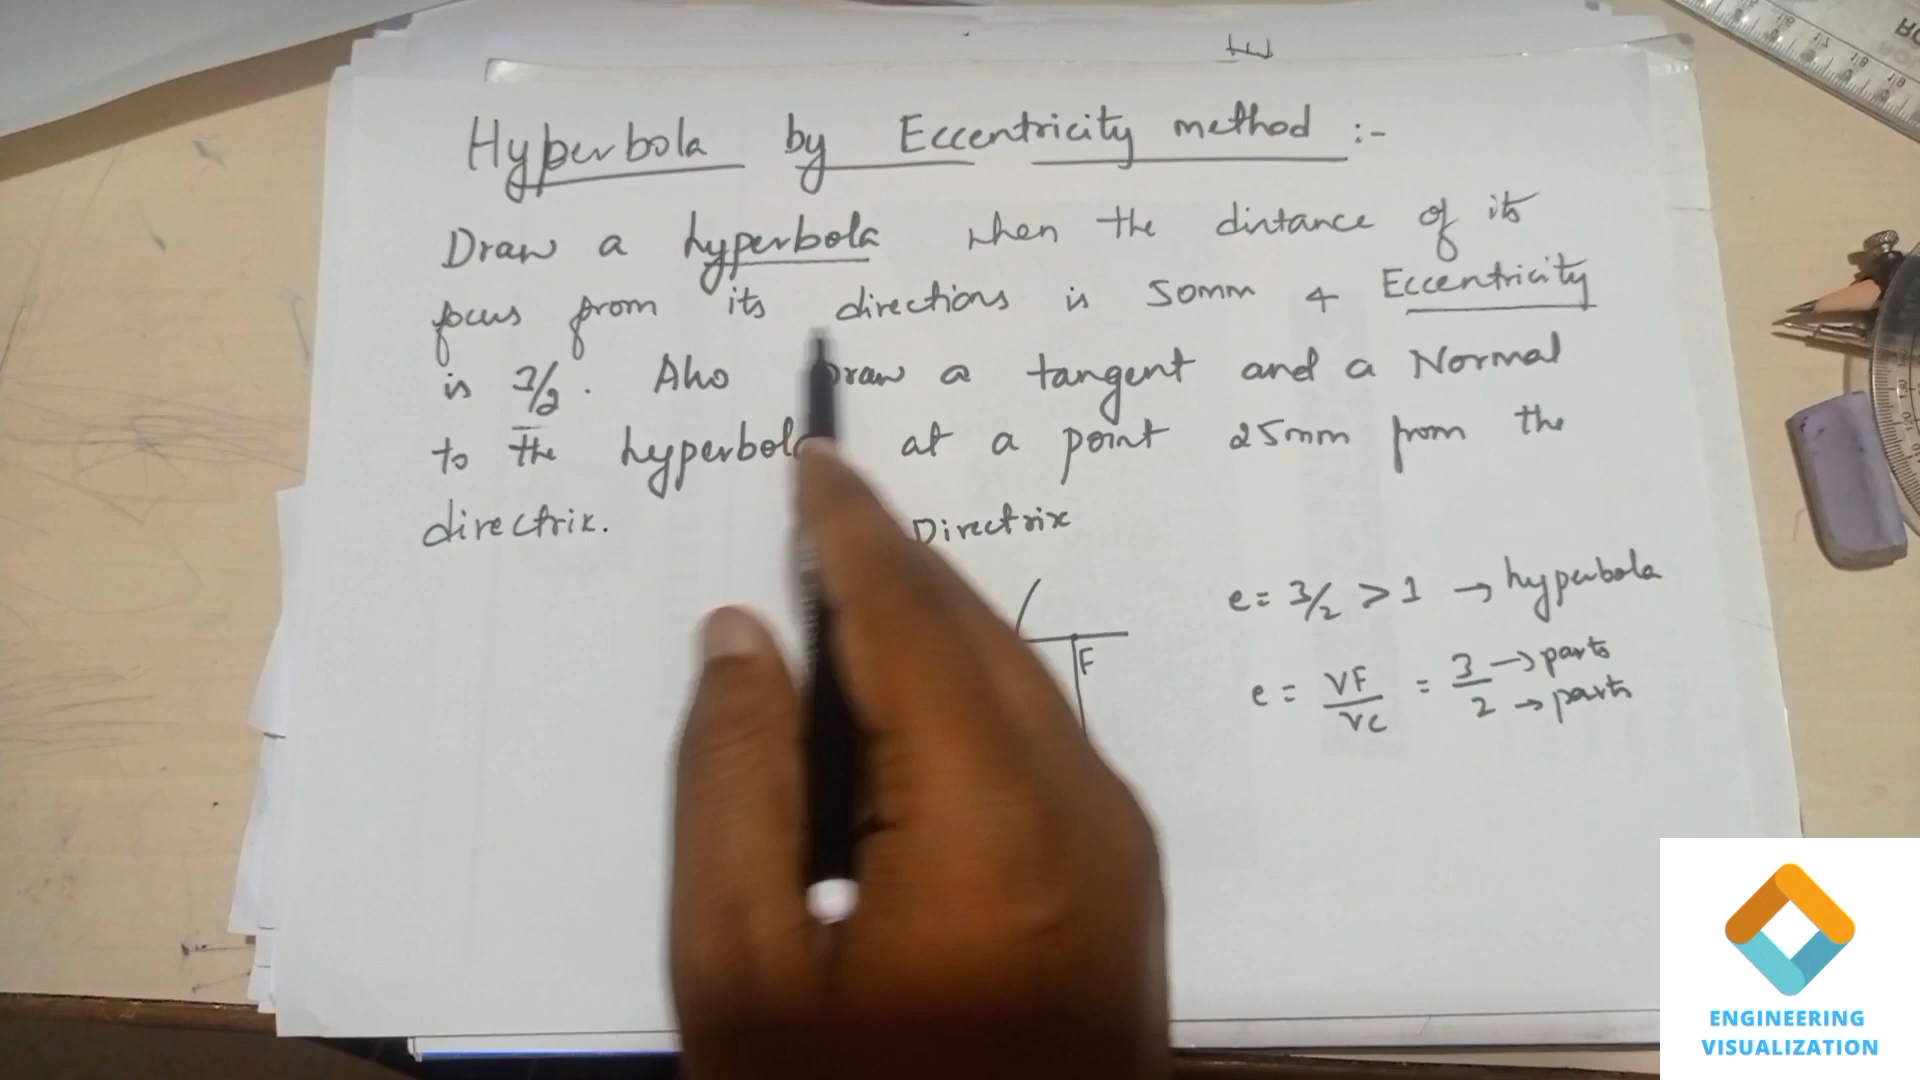 Hyperbola by Eccentricity method :-
Draw a hyperbola when the distance of its
focus from its directions is 50mm & Eccentricity
is 3/2. Also Draw a tangent and a Normal
to the hyperbola at a point 25mm from the
directrix.
Directrix
F
e = 3/2 > 1 → hyperbola
e = VF/VC = 3/2 → parts → parts
ENGINEERING
VISUALIZATION